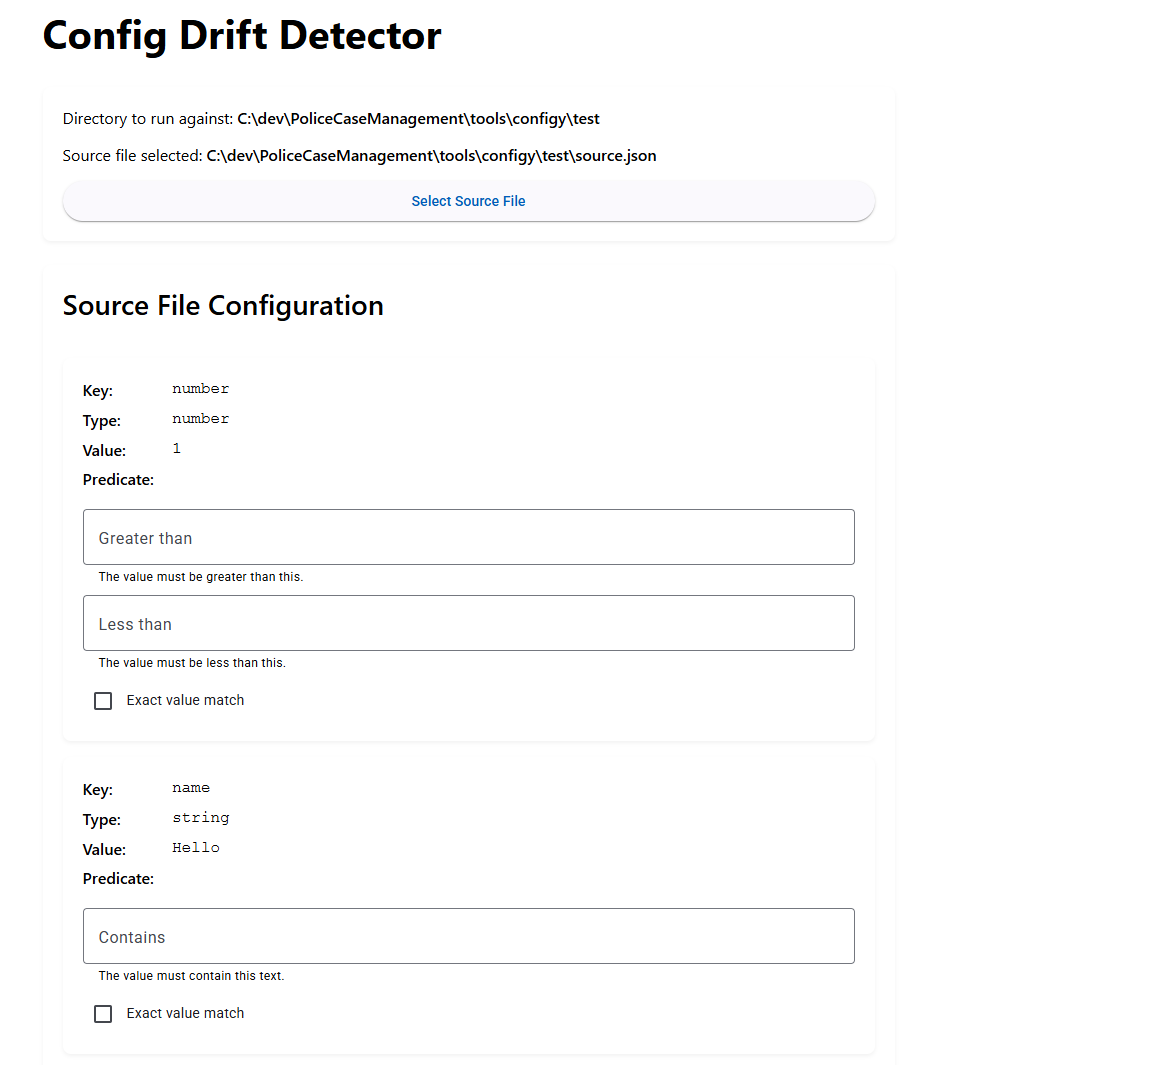 Config Drift Detector
Directory to run against: C:\dev\PoliceCaseManagement\tools\configy\test
Source file selected: C:\dev\PoliceCaseManagement\tools\configy\test\source.json
Select Source File
Source File Configuration
Key: number
Type: number
Value: 1
Predicate:
Greater than
The value must be greater than this.
Less than
The value must be less than this.
Exact value match
Key: name
Type: string
Value: Hello
Predicate:
Contains
The value must contain this text.
Exact value match